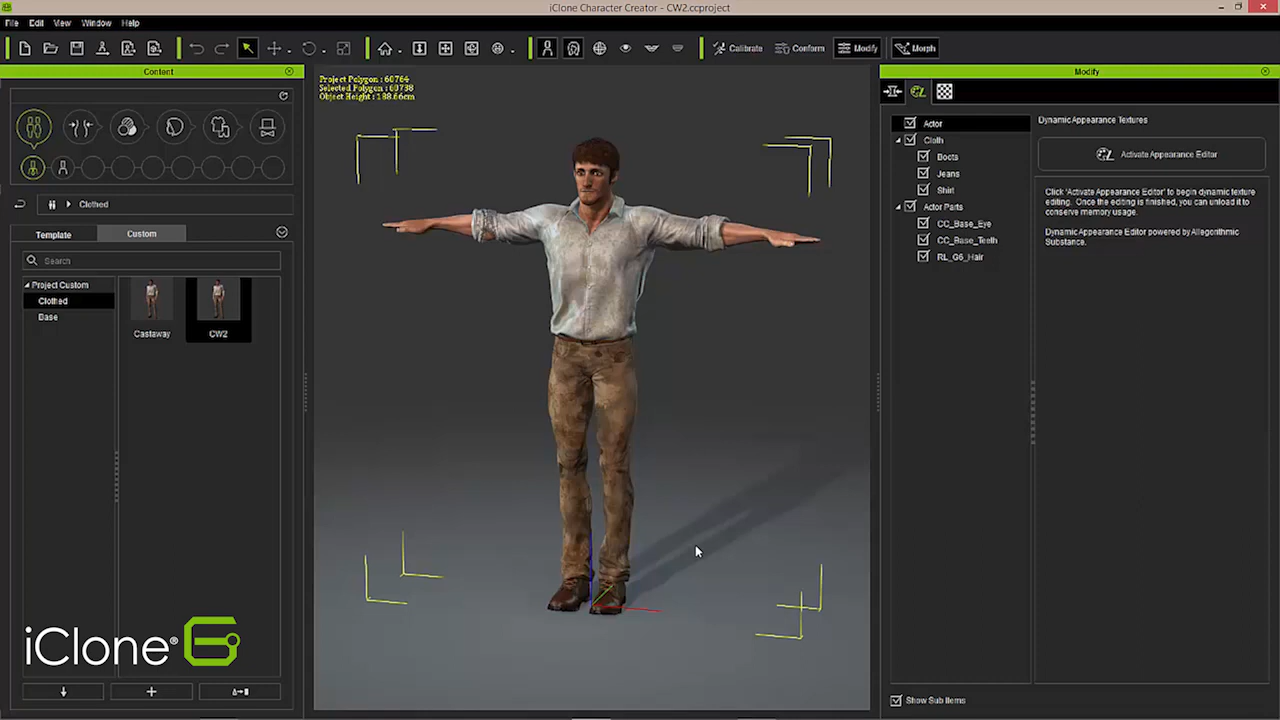 iClone Character Creator - CW2.ccproject
File Edit View Window Help
Calibrate Conform Modify Morph
Content
Modify
Project Polygon : 60764
Selected Polygon : 60738
Object Height : 188.66cm
Clothed
Template Custom
Search
Project Custom
Clothed
Base
Castaway CW2
Actor
Cloth
Boots
Jeans
Shirt
Actor Parts
CC_Base_Eye
CC_Base_Teeth
RL_G6_Hair
Dynamic Appearance Textures
Activate Appearance Editor
Click 'Activate Appearance Editor' to begin dynamic texture
editing. Once the editing is finished, you can unload it to
conserve memory usage.
Dynamic Appearance Editor powered by Allegorithmic
Substance.
iClone® 6
Show Sub Items